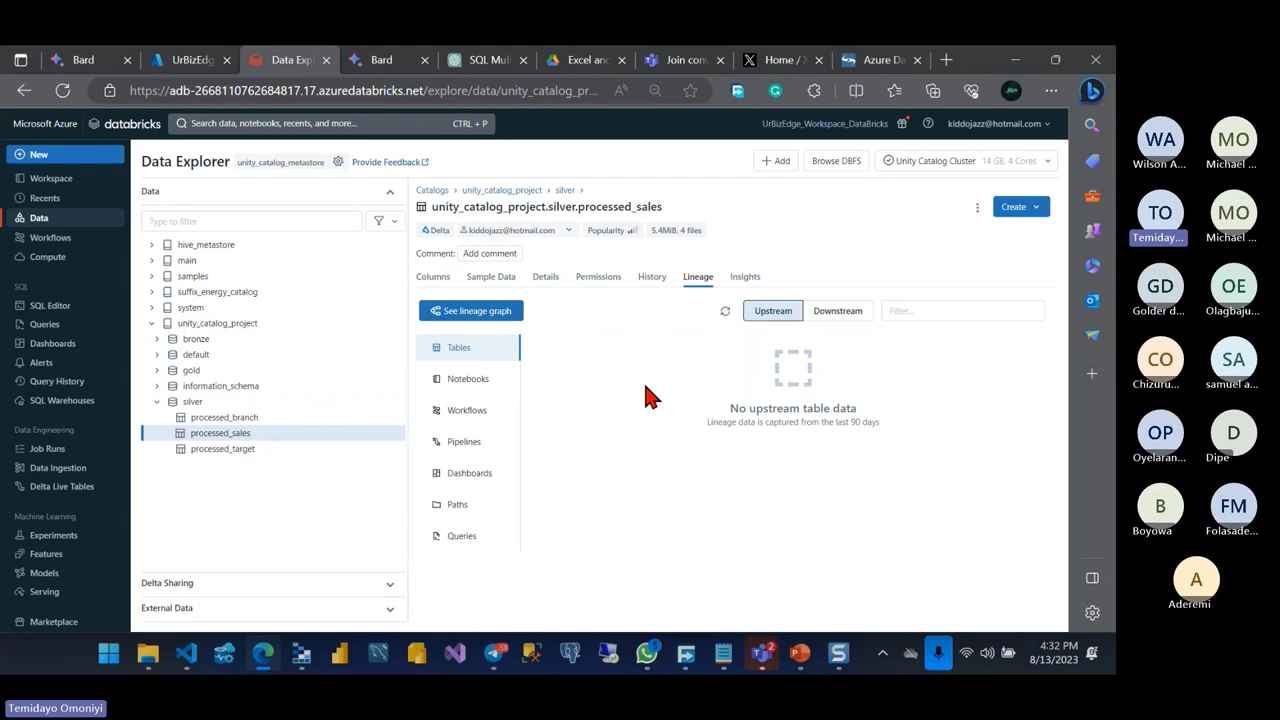 Bard
UrBizEdg
Data Exp
Bard
SQL Mul
Excel and
Join conv
Home / X
Azure Da
https://adb-2668110762684817.17.azuredatabricks.net/explore/data/unity_catalog_pr...
Microsoft Azure
databricks
Search data, notebooks, recents, and more...
CTRL + P
UrBizEdge_Workspace_DataBricks
kiddojazz@hotmail.com
New
Workspace
Recents
Data
Workflows
Compute
SQL
SQL Editor
Queries
Dashboards
Alerts
Query History
SQL Warehouses
Data Engineering
Job Runs
Data Ingestion
Delta Live Tables
Machine Learning
Experiments
Features
Models
Serving
Marketplace
Data Explorer
unity_catalog_metastore
Provide Feedback
Add
Browse DBFS
Unity Catalog Cluster
14 GB, 4 Cores
Data
Type to filter
hive_metastore
main
samples
suffix_energy_catalog
system
unity_catalog_project
bronze
default
gold
information_schema
silver
processed_branch
processed_sales
processed_target
Delta Sharing
External Data
Catalogs > unity_catalog_project > silver >
unity_catalog_project.silver.processed_sales
Create
Delta
kiddojazz@hotmail.com
Popularity
5.4MiB, 4 files
Comment:
Add comment
Columns
Sample Data
Details
Permissions
History
Lineage
Insights
See lineage graph
Upstream
Downstream
Filter...
Tables
Notebooks
Workflows
Pipelines
Dashboards
Paths
Queries
No upstream table data
Lineage data is captured from the last 90 days
4:32 PM
8/13/2023
WA
Wilson A...
MO
Michael ...
TO
Temiday...
MO
Michael ...
GD
Golder d...
OE
Olagbaju...
CO
Chizuru...
SA
samuel a...
OP
Oyelaran...
D
Dipe
B
Boyowa
FM
Folasade...
A
Aderemi
Temidayo Omoniyi